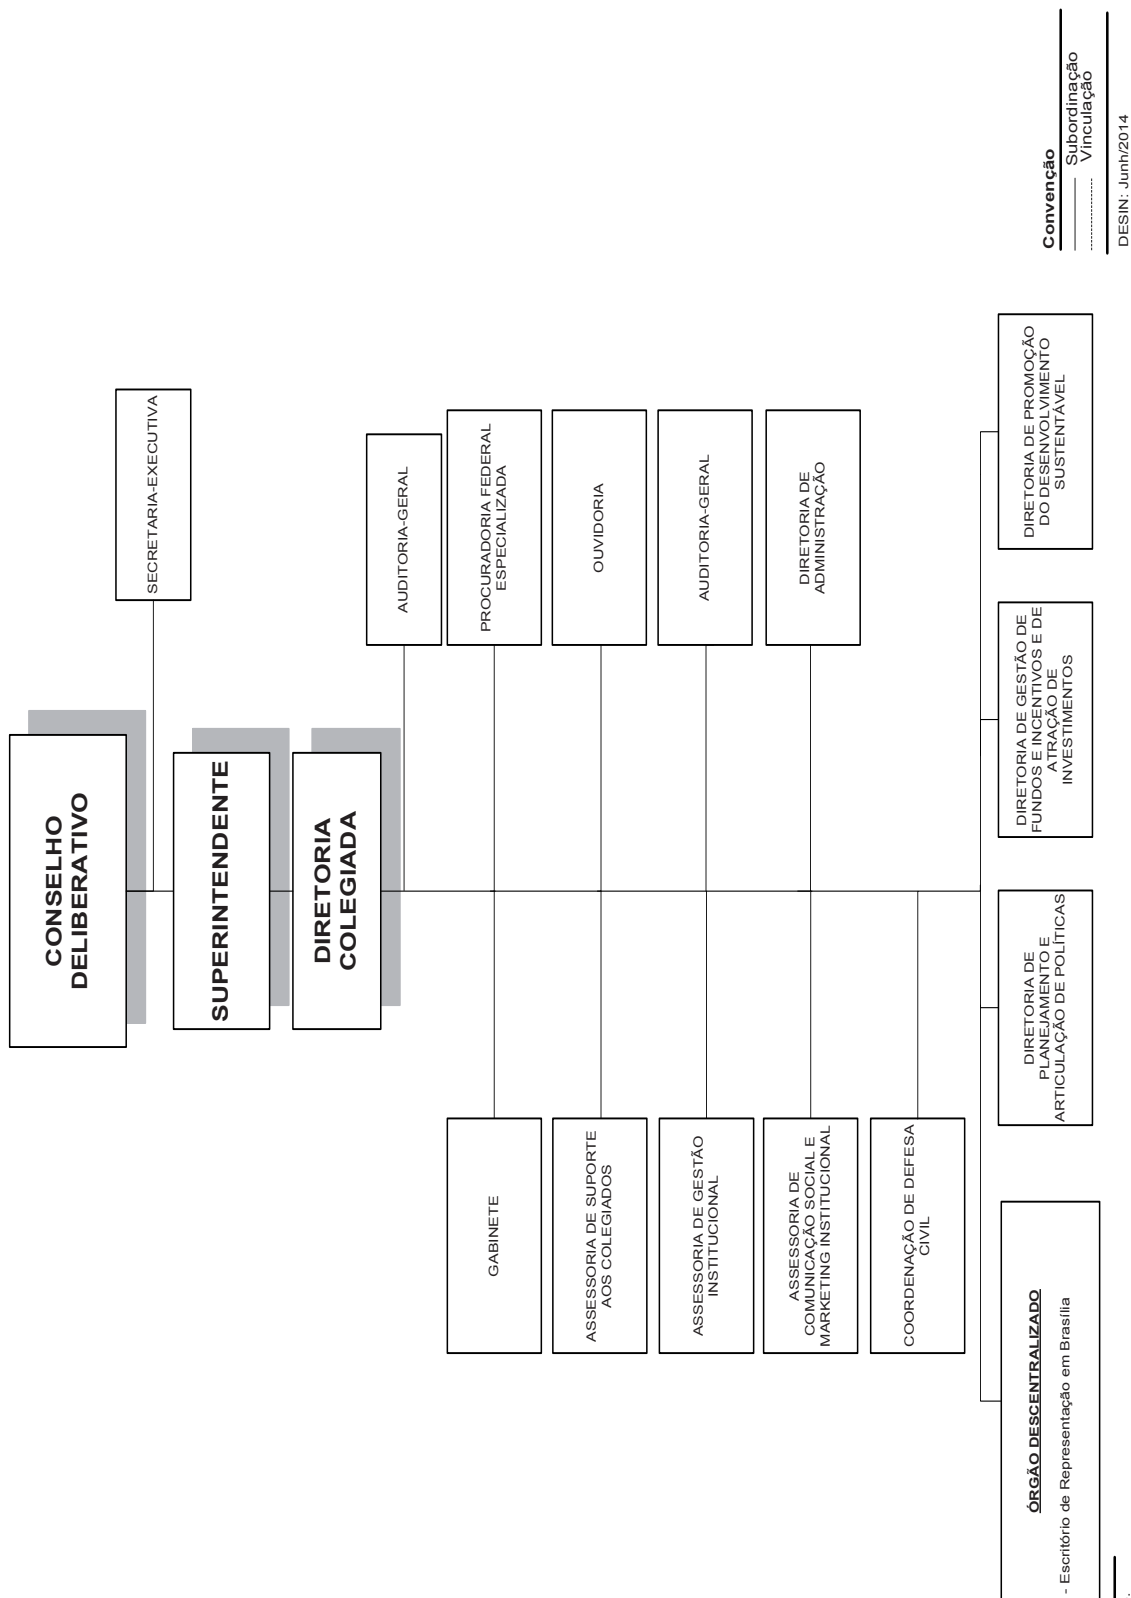 CONSELHO
DELIBERATIVO
SECRETARIA-EXECUTIVA
SUPERINTENDENTE
DIRETORIA
COLEGIADA
AUDITORIA-GERAL
GABINETE
PROCURADORIA FEDERAL
ESPECIALIZADA
ASSESSORIA DE SUPORTE
AOS COLEGIADOS
OUVIDORIA
ASSESSORIA DE GESTÃO
INSTITUCIONAL
AUDITORIA-GERAL
ASSESSORIA DE
COMUNICAÇÃO SOCIAL E
MARKETING INSTITUCIONAL
DIRETORIA DE
ADMINISTRAÇÃO
COORDENAÇÃO DE DEFESA
CIVIL
ÓRGÃO DESCENTRALIZADO
- Escritório de Representação em Brasília
DIRETORIA DE
PLANEJAMENTO E
ARTICULAÇÃO DE POLÍTICAS
DIRETORIA DE GESTÃO DE
FUNDOS E INCENTIVOS E DE
ATRAÇÃO DE
INVESTIMENTOS
DIRETORIA DE PROMOÇÃO
DO DESENVOLVIMENTO
SUSTENTÁVEL
Convenção
Subordinação
Vinculação
DESIN: Junh/2014